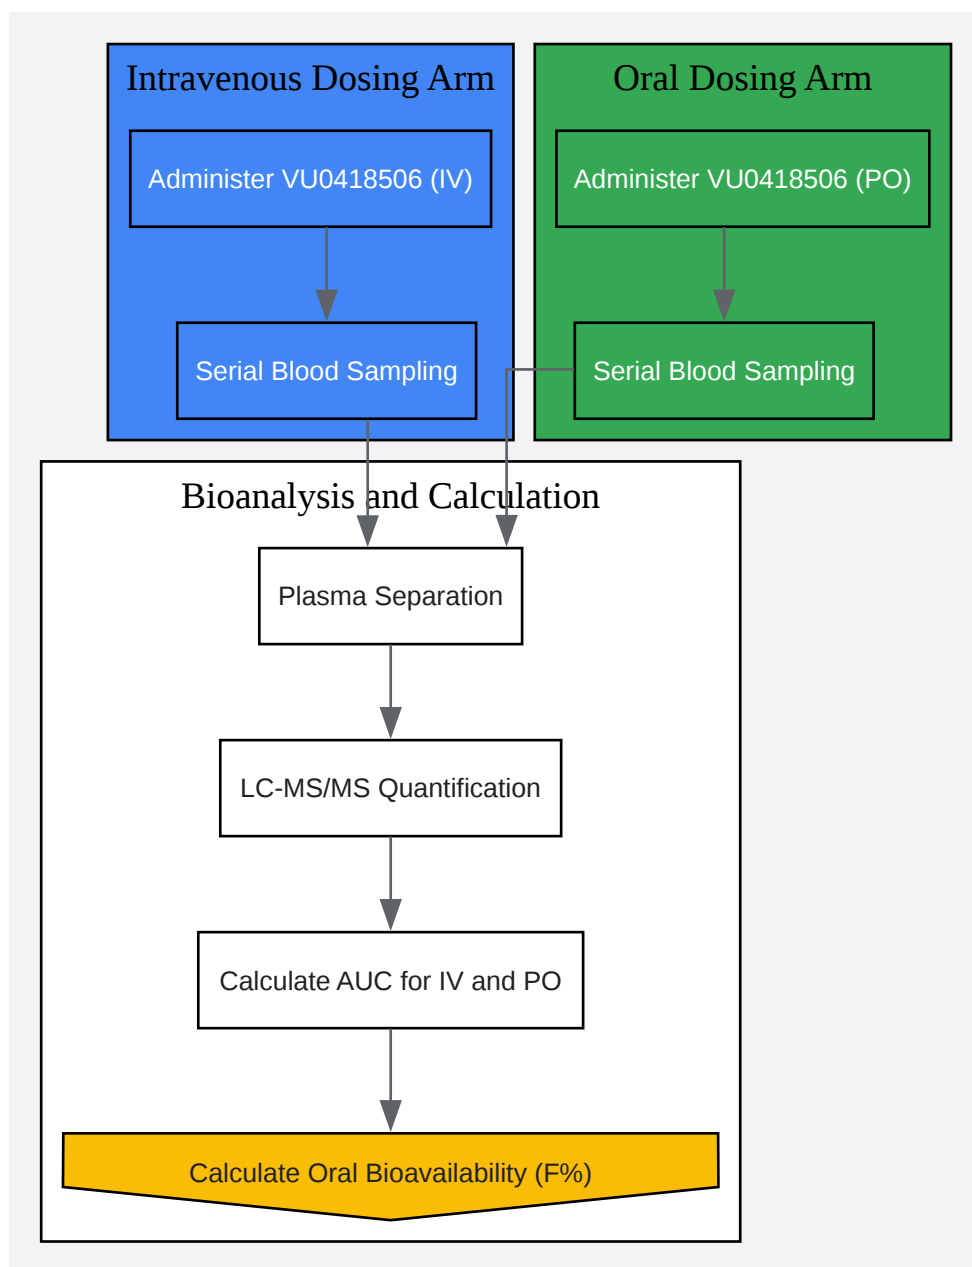 Intravenous Dosing Arm
Oral Dosing Arm
Administer VU0418506 (IV)
Administer VU0418506 (PO)
Serial Blood Sampling
Serial Blood Sampling
Bioanalysis and Calculation
Plasma Separation
LC-MS/MS Quantification
Calculate AUC for IV and PO
Calculate Oral Bioavailability (F%)